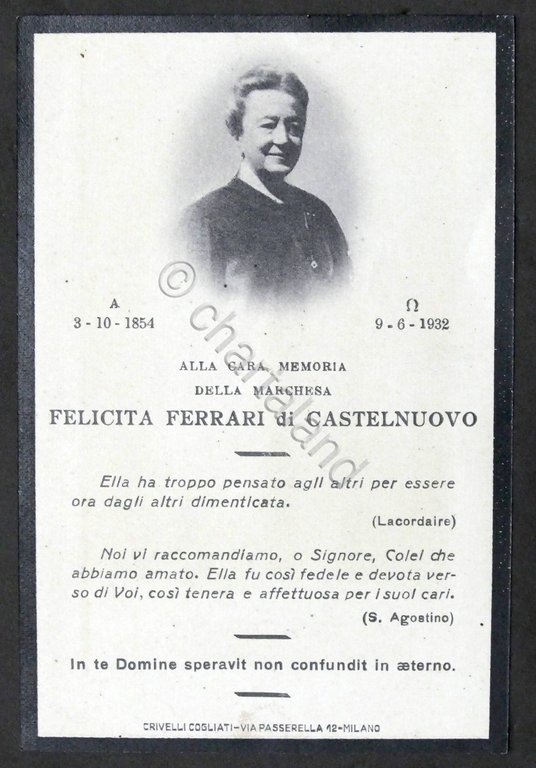 A
3-10-1854
Ω
9-6-1932
ALLA CARA MEMORIA
DELLA MARCHESA
FELICITA FERRARI di CASTELNUOVO
Ella ha troppo pensato agli altri per essere
ora dagli altri dimenticata.
(Lacordaire)
Noi vi raccomandiamo, o Signore, Colei che
abbiamo amato. Ella fu così fedele e devota ver-
so di Voi, così tenera e affettuosa per i suoi cari.
(S. Agostino)
In te Domine speravit non confundit in æterno.
CRIVELLI COGLIATI-VIA PASSERELLA 12-MILANO
© chartaland